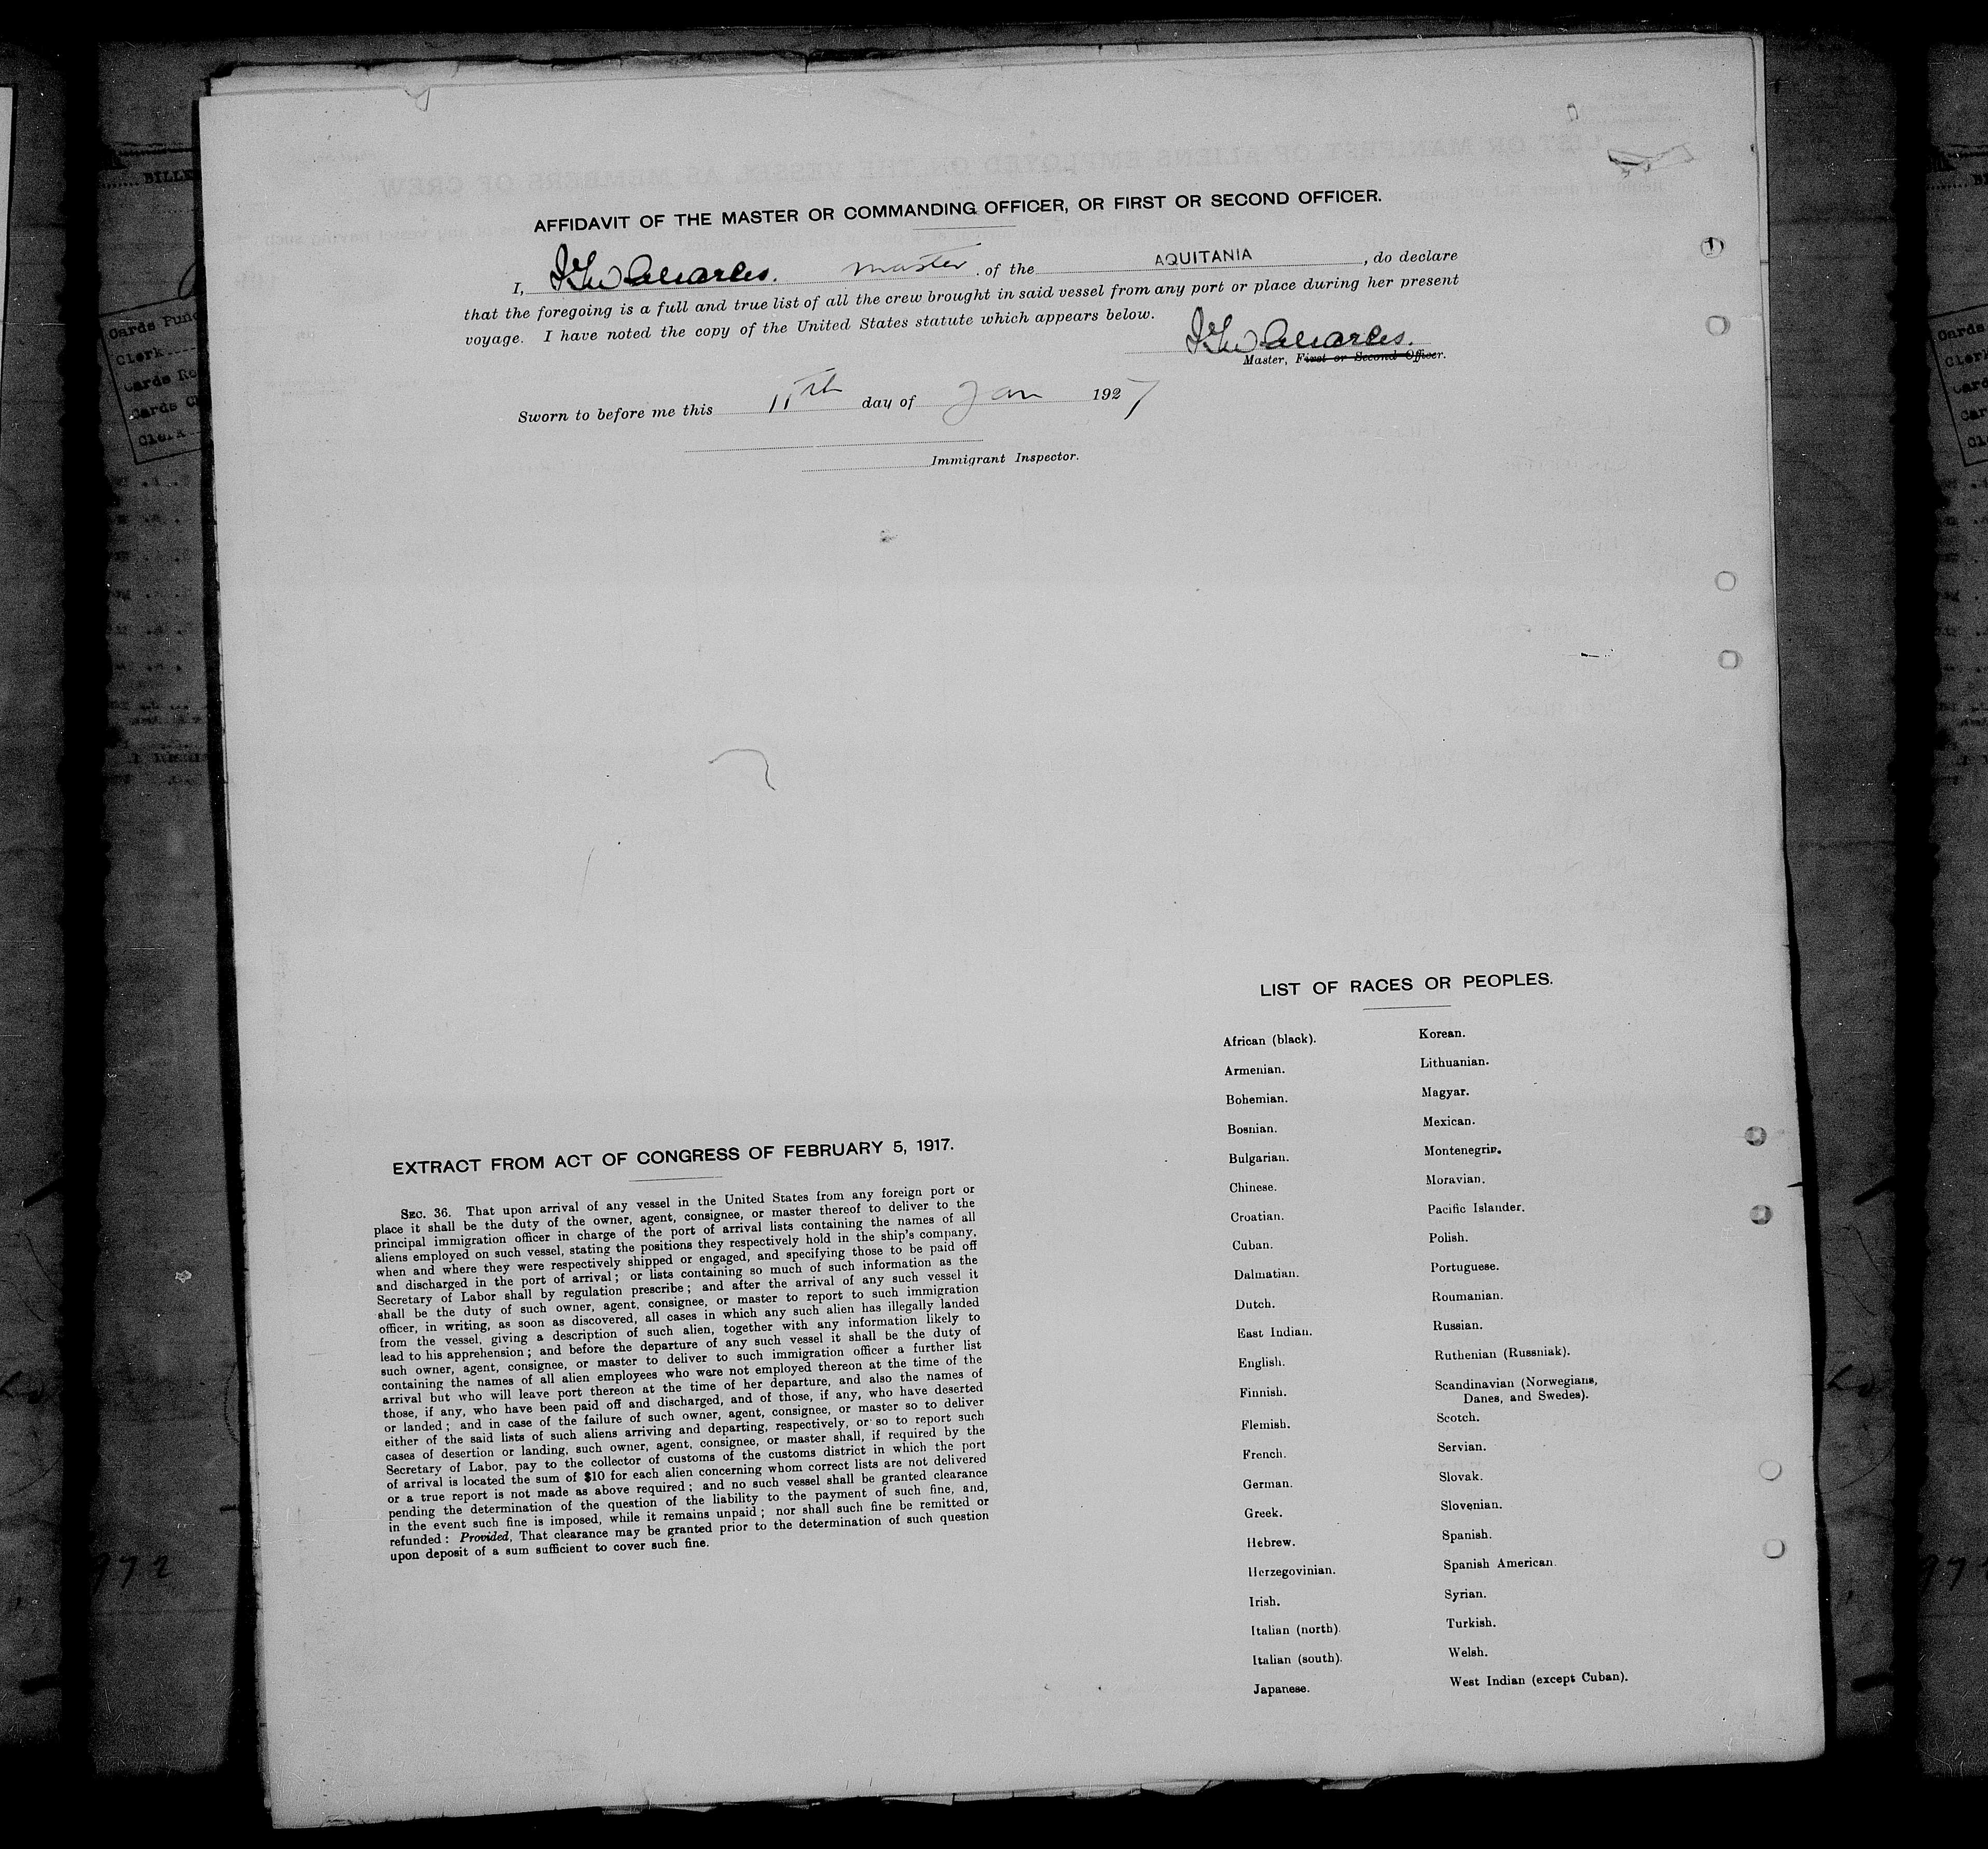 AFFIDAVIT OF THE MASTER OR COMMANDING OFFICER, OR FIRST OR SECOND OFFICER.
I, Charles. master of the AQUITANIA, do declare
that the foregoing is a full and true list of all the crew brought in said vessel from any port or place during her present
voyage. I have noted the copy of the United States statute which appears below.
Charles.
Master, First or Second Officer.
Sworn to before me this 11th day of Jan 1927
Immigrant Inspector.
LIST OF RACES OR PEOPLES.
African (black).
Armenian.
Bohemian.
Bosnian.
Bulgarian.
Chinese.
Croatian.
Cuban.
Dalmatian.
Dutch.
East Indian.
English.
Finnish.
Flemish.
French.
German.
Greek.
Hebrew.
Herzegovinian.
Irish.
Italian (north).
Italian (south).
Japanese.
Korean.
Lithuanian.
Magyar.
Mexican.
Montenegrin.
Moravian.
Pacific Islander.
Polish.
Portuguese.
Roumanian.
Russian.
Ruthenian (Russniak).
Scandinavian (Norwegians,
Danes, and Swedes).
Scotch.
Servian.
Slovak.
Slovenian.
Spanish.
Spanish American.
Syrian.
Turkish.
Welsh.
West Indian (except Cuban).
EXTRACT FROM ACT OF CONGRESS OF FEBRUARY 5, 1917.
SEC. 36. That upon arrival of any vessel in the United States from any foreign port or
place it shall be the duty of the owner, agent, consignee, or master thereof to deliver to the
principal immigration officer in charge of the port of arrival lists containing the names of all
aliens employed on such vessel, stating the positions they respectively hold in the ship's company,
when and where they were respectively shipped or engaged, and specifying those to be paid off
and discharged in the port of arrival; or lists containing so much of such information as the
Secretary of Labor shall by regulation prescribe; and after the arrival of any such vessel it
shall be the duty of such owner, agent, consignee, or master to report to such immigration
officer, in writing, as soon as discovered, all cases in which any such alien has illegally landed
from the vessel, giving a description of such alien, together with any information likely to
lead to his apprehension; and before the departure of any such vessel it shall be the duty of
such owner, agent, consignee, or master to deliver to such immigration officer a further list
containing the names of all alien employees who were not employed thereon at the time of the
arrival but who will leave port thereon at the time of her departure, and also the names of
those, if any, who have been paid off and discharged, and of those, if any, who have deserted
or landed; and in case of the failure of such owner, agent, consignee, or master so to deliver
either of the said lists of such aliens arriving and departing, respectively, or so to report such
cases of desertion or landing, such owner, agent, consignee, or master shall, if required by the
Secretary of Labor, pay to the collector of customs of the customs district in which the port
of arrival is located the sum of $10 for each alien concerning whom correct lists are not delivered
or a true report is not made as above required; and no such vessel shall be granted clearance
pending the determination of the question of the liability to the payment of such fine, and,
in the event such fine is imposed, while it remains unpaid; nor shall such fine be remitted or
refunded: Provided, That clearance may be granted prior to the determination of such question
upon deposit of a sum sufficient to cover such fine.